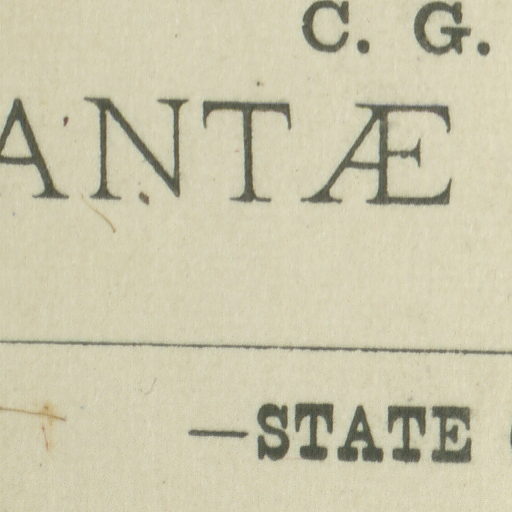 C. G.
ANTÆ
—STATE